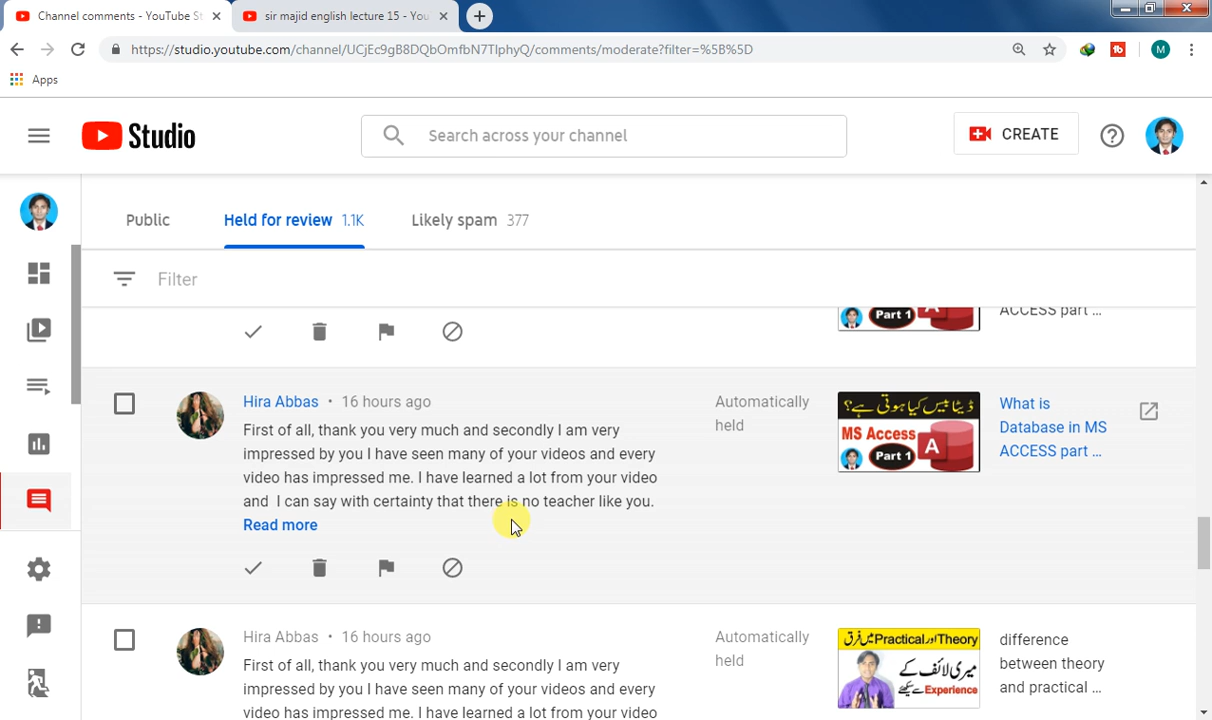 Channel comments - YouTube St
sir majid english lecture 15 - You
https://studio.youtube.com/channel/UCjEc9gB8DQbOmfbN7TlphyQ/comments/moderate?filter=%5B%5D
M
Apps
Studio
Search across your channel
CREATE
Public
Held for review 1.1K
Likely spam 377
Filter
Part 1
ACCESS part ...
Hira Abbas • 16 hours ago
First of all, thank you very much and secondly I am very
impressed by you I have seen many of your videos and every
video has impressed me. I have learned a lot from your video
and I can say with certainty that there is no teacher like you.
Read more
Automatically
held
ڈیٹا بیس کیا ہوتی ہے؟
MS Access
A
Part 1
What is
Database in MS
ACCESS part ...
Hira Abbas • 16 hours ago
First of all, thank you very much and secondly I am very
impressed by you I have seen many of your videos and every
video has impressed me. I have learned a lot from your video
Automatically
held
Theory اور Practical میں فرق
میری لائف کے
Experience سے سیکھئے
difference
between theory
and practical ...